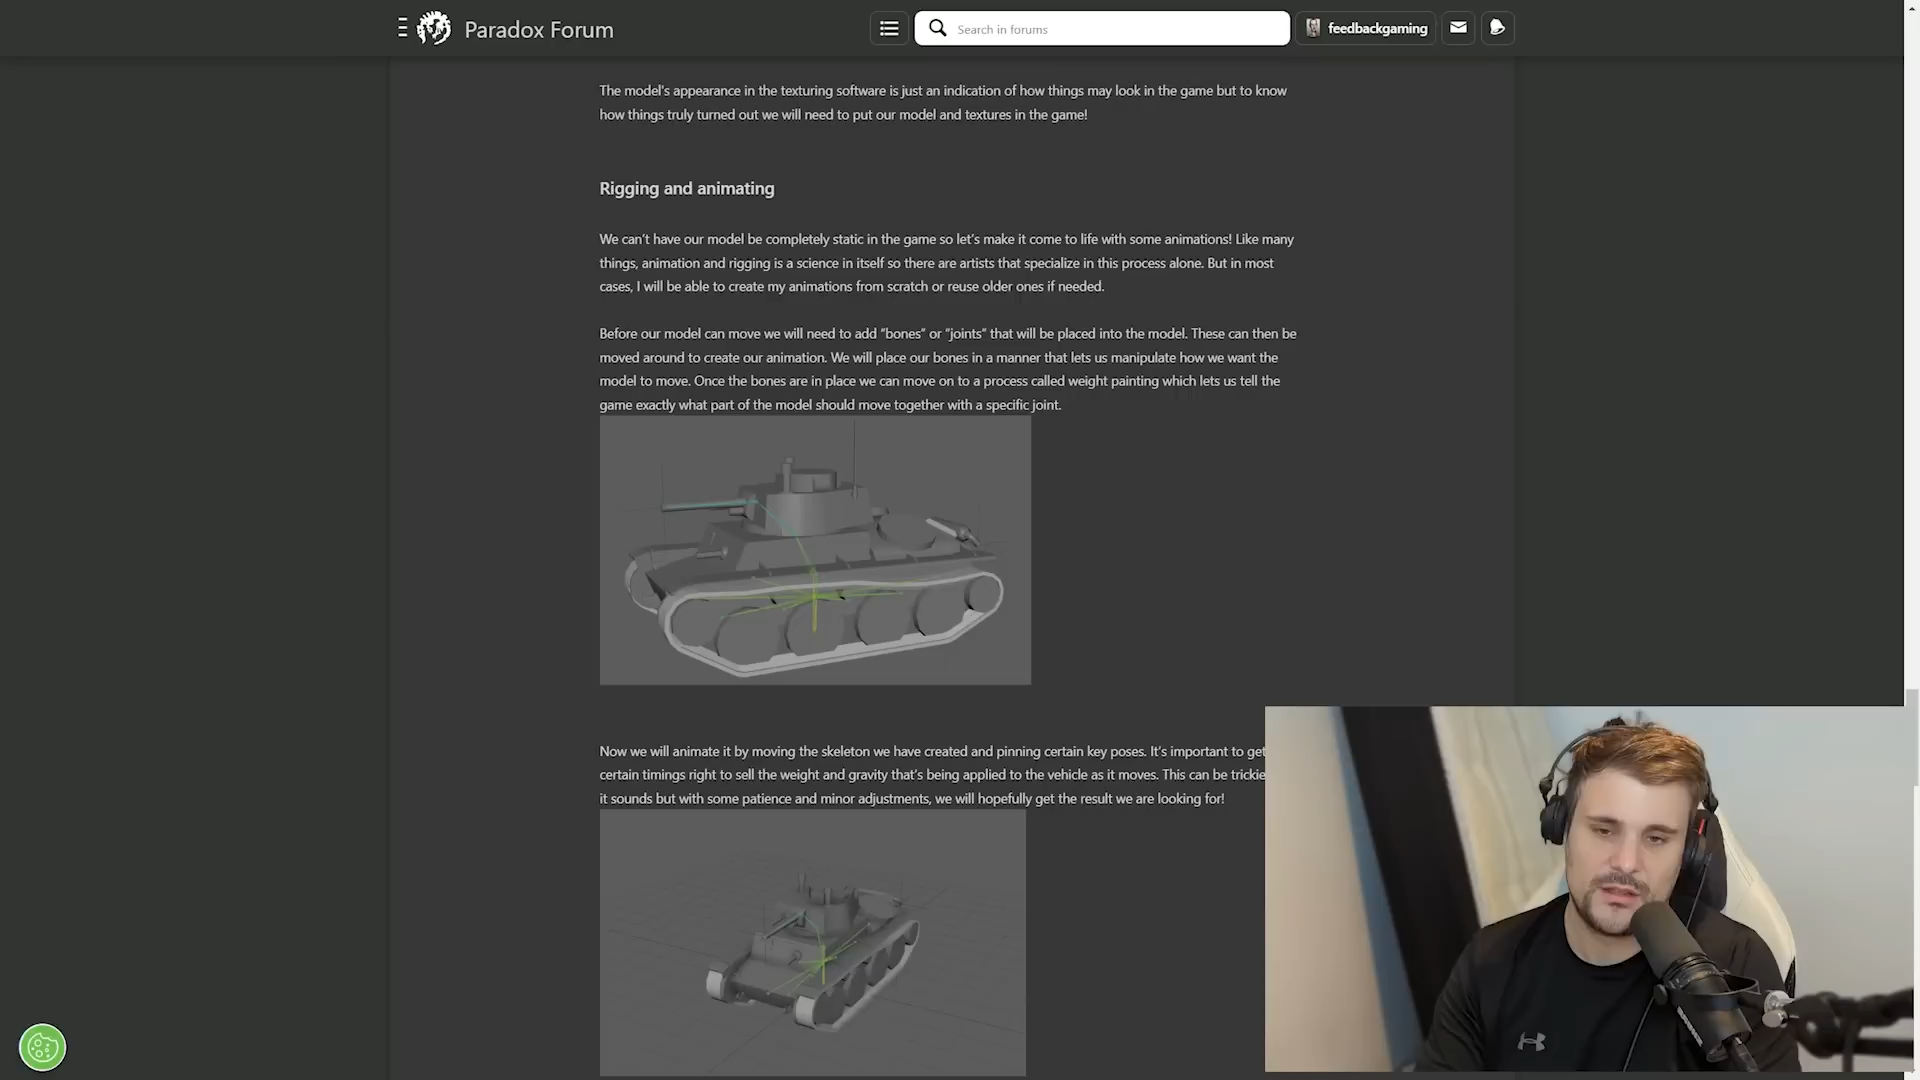 Paradox Forum
Search in forums
feedbackgaming
The model's appearance in the texturing software is just an indication of how things may look in the game but to know
how things truly turned out we will need to put our model and textures in the game!
Rigging and animating
We can't have our model be completely static in the game so let's make it come to life with some animations! Like many
things, animation and rigging is a science in itself so there are artists that specialize in this process alone. But in most
cases, I will be able to create my animations from scratch or reuse older ones if needed.
Before our model can move we will need to add “bones” or “joints” that will be placed into the model. These can then be
moved around to create our animation. We will place our bones in a manner that lets us manipulate how we want the
model to move. Once the bones are in place we can move on to a process called weight painting which lets us tell the
game exactly what part of the model should move together with a specific joint.
Now we will animate it by moving the skeleton we have created and pinning certain key poses. It's important to get
certain timings right to sell the weight and gravity that's being applied to the vehicle as it moves. This can be trickie
it sounds but with some patience and minor adjustments, we will hopefully get the result we are looking for!